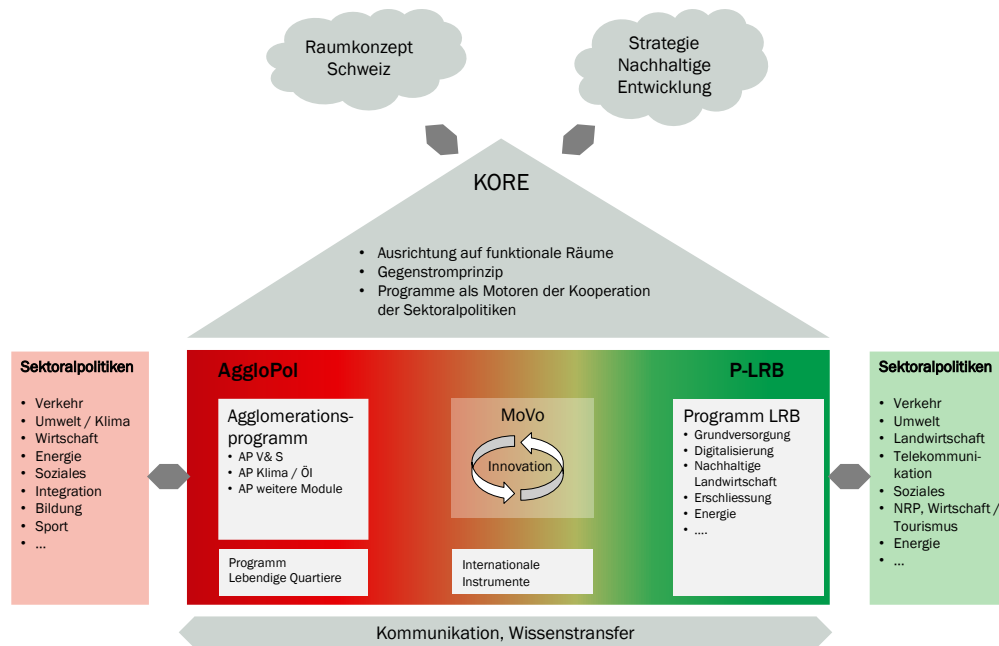 Raumkonzept
Schweiz
Strategie
Nachhaltige
Entwicklung
KORE
• Ausrichtung auf funktionale Räume
• Gegenstromprinzip
• Programme als Motoren der Kooperation
der Sektoralpolitiken
Sektoralpolitiken
• Verkehr
• Umwelt / Klima
• Wirtschaft
• Energie
• Soziales
• Integration
• Bildung
• Sport
• ...
AggloPol
Agglomerations-
programm
• AP V& S
• AP Klima / Öl
• AP weitere Module
Programm
Lebendige Quartiere
MoVo
Innovation
Internationale
Instrumente
P-LRB
Programm LRB
• Grundversorgung
• Digitalisierung
• Nachhaltige
Landwirtschaft
• Erschliessung
• Energie
• ....
Sektoralpolitiken
• Verkehr
• Umwelt
• Landwirtschaft
• Telekommuni-
kation
• Soziales
• NRP, Wirtschaft /
Tourismus
• Energie
• ...
Kommunikation, Wissenstransfer